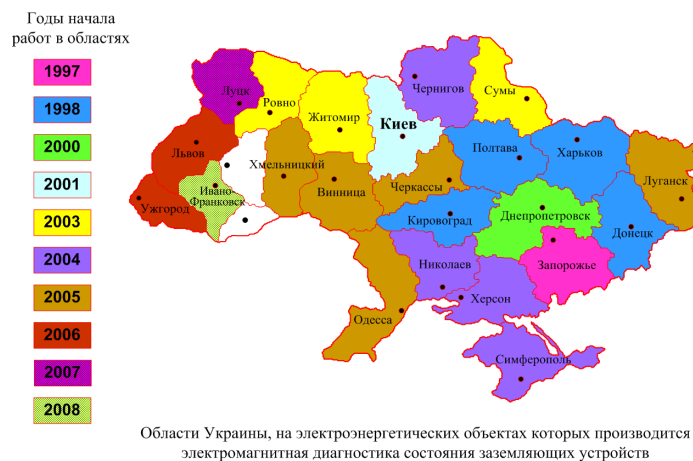 Годы начала
работ в областях
1997
1998
2000
2001
2003
2004
2005
2006
2007
2008
Луцк
Ровно
Житомир
Киев
Чернигов
Сумы
Львов
Хмельницкий
Ивано-
Франковск
Ужгород
Винница
Черкассы
Полтава
Харьков
Луганск
Кировоград
Днепропетровск
Донецк
Николаев
Запорожье
Херсон
Одесса
Симферополь
Области Украины, на электроэнергетических объектах которых производится
электромагнитная диагностика состояния заземляющих устройств